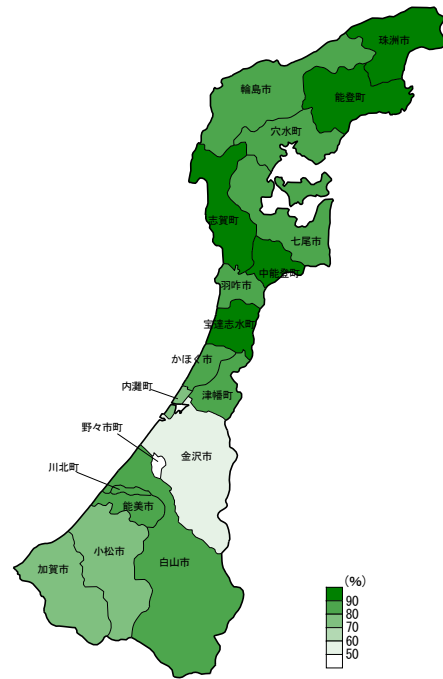 珠洲市
輪島市
能登町
穴水町
志賀町
七尾市
中能登町
羽咋市
宝達志水町
かほく市
内灘町
津幡町
野々市町
金沢市
川北町
能美市
小松市
白山市
加賀市
(%)
90
80
70
60
50